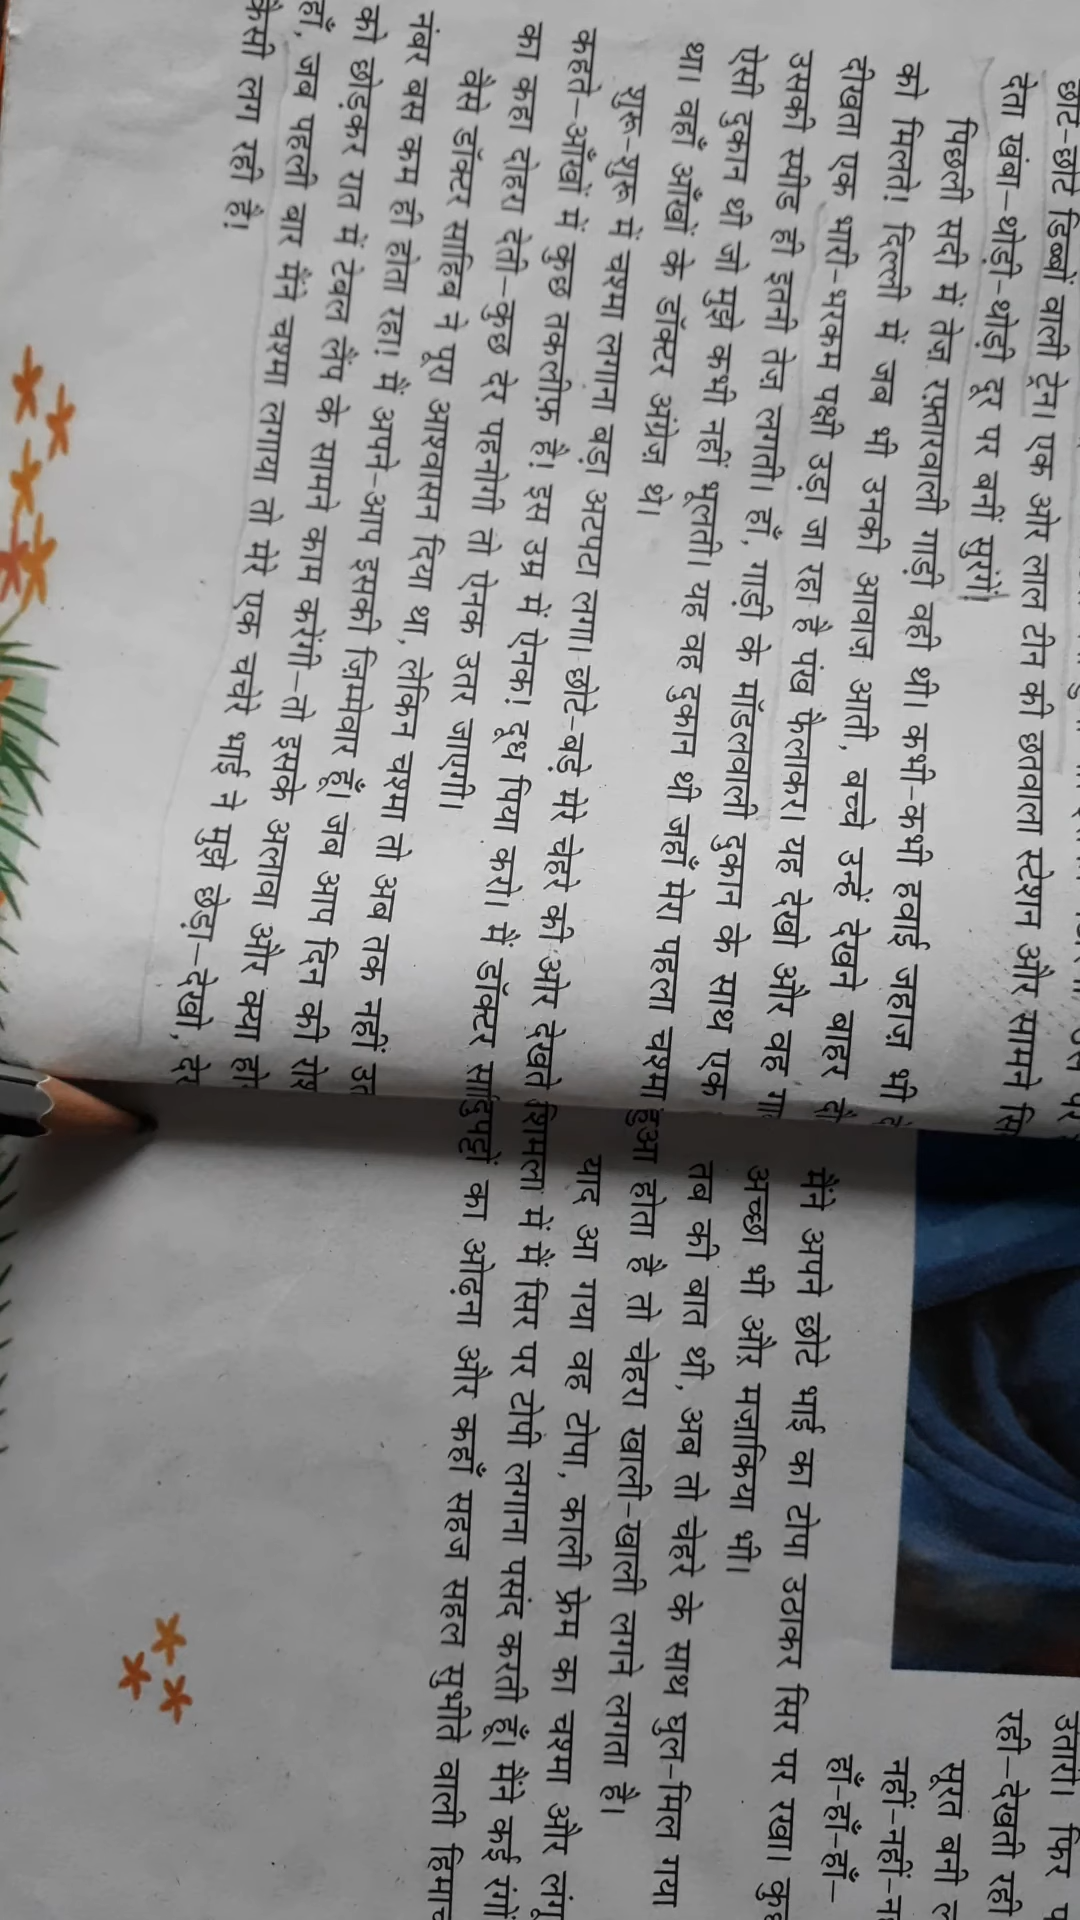 छोटे-छोटे डिब्बों वाली ट्रेन। एक ओर लाल टीन की छतवाला स्टेशन और सामने
देता खंबा-थोड़ी-थोड़ी दूर पर बनीं सुरंगें!
पिछली सदी में तेज़ रफ़्तारवाली गाड़ी वही थी। कभी-कभी हवाई जहाज़ भी
को मिलते! दिल्ली में जब भी उनकी आवाज़ आती, बच्चे उन्हें देखने बाहर
दीखता एक भारी-भरकम पक्षी उड़ा जा रहा है पंख फैलाकर। यह देखो और वह
उसकी स्पीड ही इतनी तेज़ लगती। हाँ, गाड़ी के मॉडलवाली दुकान के साथ एक
ऐसी दुकान थी जो मुझे कभी नहीं भूलती। यह वह दुकान थी जहाँ मेरा पहला चश्मा
था। वहाँ आँखों के डॉक्टर अंग्रेज़ थे।
शुरू-शुरू में चश्मा लगाना बड़ा अटपटा लगा। छोटे-बड़े मेरे चेहरे की ओर देखते
कहते-आँखों में कुछ तकलीफ़ है! इस उम्र में ऐनक! दूध पिया करो। मैं डॉक्टर
का कहा दोहरा देती-कुछ देर पहनोगी तो ऐनक उतर जाएगी।
वैसे डॉक्टर साहिब ने पूरा आश्वासन दिया था, लेकिन चश्मा तो अब तक नहीं
नंबर बस कम ही होता रहा! मैं अपने-आप इसकी ज़िम्मेवार हूँ। जब आप दिन की
को छोड़कर रात में टेबल लैंप के सामने काम करेंगी-तो इसके अलावा और क्या
हाँ, जब पहली बार मैंने चश्मा लगाया तो मेरे एक चचेरे भाई ने मुझे छेड़ा-देखो,
कैसी लग रही है!
उतारी। फिर
रही-देखती रही
सूरत बनी
नहीं-नहीं
हाँ-हाँ-हाँ-
मैंने अपने छोटे भाई का टोपा उठाकर सिर पर रखा।
अच्छा भी और मज़ाकिया भी।
तब की बात थी, अब तो चेहरे के साथ घुल-मिल गया
हुआ होता है तो चेहरा खाली-खाली लगने लगता है।
याद आ गया वह टोपा, काली फ्रेम का चश्मा और
शिमला में मैं सिर पर टोपी लगाना पसंद करती हूँ। मैंने कई रंगों
दुपट्टों का ओढ़ना और कहाँ सहज सहल सुभीते वाली